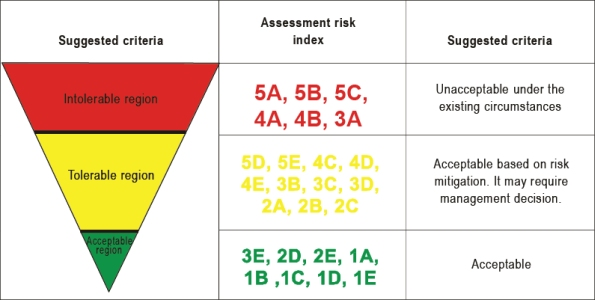 Suggested criteria
Assessment risk
index
Suggested criteria
Intolerable region
5A, 5B, 5C,
4A, 4B, 3A
Unacceptable under the
existing circumstances
Tolerable region
5D, 5E, 4C, 4D,
4E, 3B, 3C, 3D,
2A, 2B, 2C
Acceptable based on risk
mitigation. It may require
management decision.
Acceptable
region
3E, 2D, 2E, 1A,
1B ,1C, 1D, 1E
Acceptable